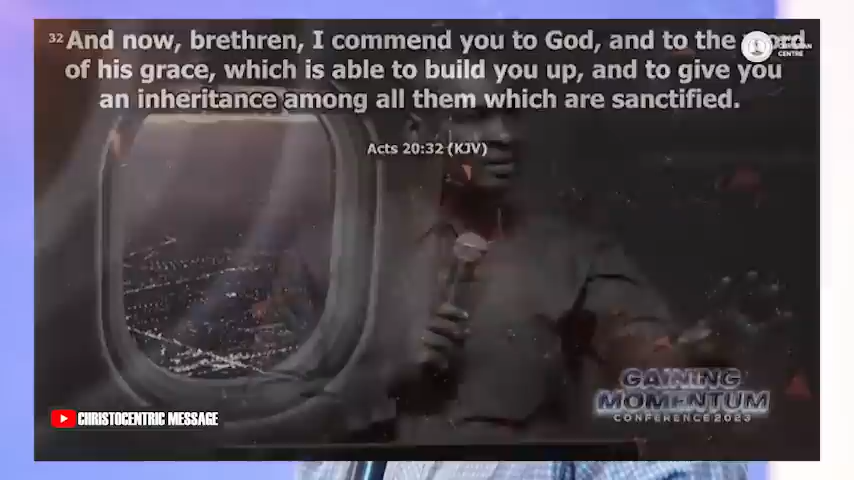 32 And now, brethren, I commend you to God, and to the word
of his grace, which is able to build you up, and to give you
an inheritance among all them which are sanctified.
Acts 20:32 (KJV)
CENTRE
GAINING
MOMENTUM
CONFERENCE 2023
CHRISTOCENTRIC MESSAGE